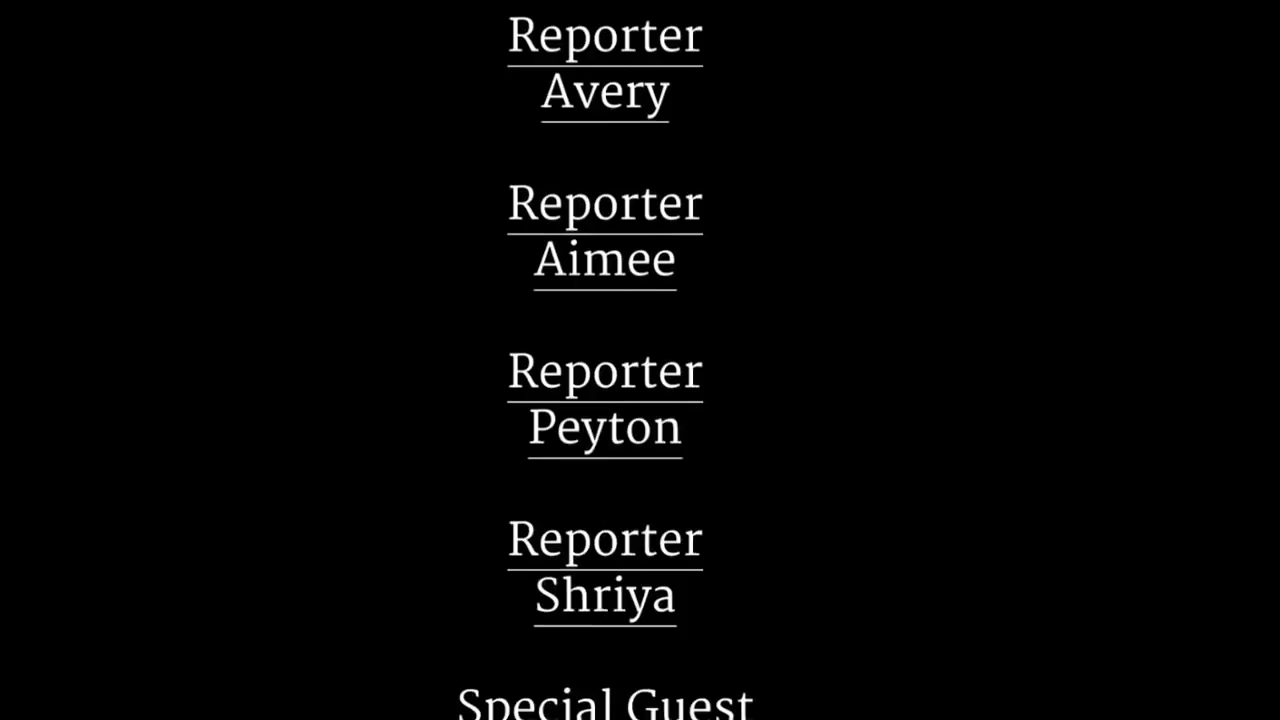 Reporter
Avery
Reporter
Aimee
Reporter
Peyton
Reporter
Shriya
Special Guest